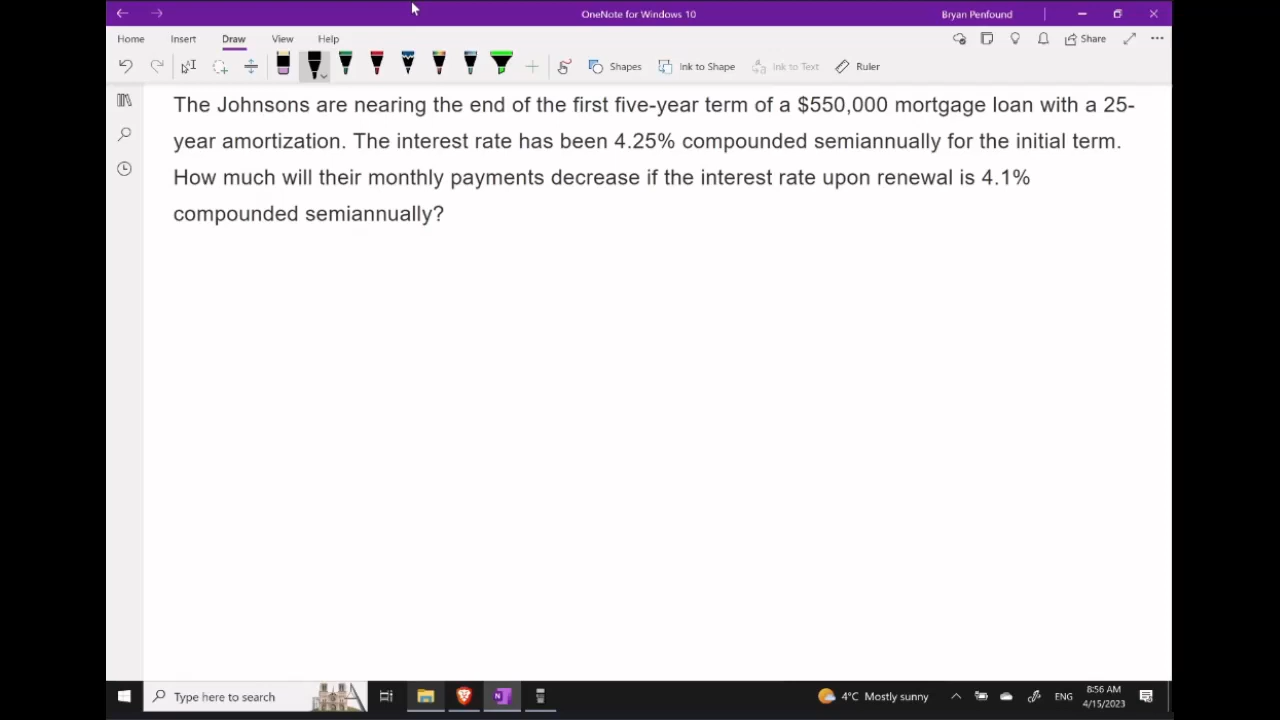 OneNote for Windows 10
Bryan Penfound
Home Insert Draw View Help
Share
Shapes Ink to Shape Ink to Text Ruler
The Johnsons are nearing the end of the first five-year term of a $550,000 mortgage loan with a 25-
year amortization. The interest rate has been 4.25% compounded semiannually for the initial term.
How much will their monthly payments decrease if the interest rate upon renewal is 4.1%
compounded semiannually?
Type here to search
4°C Mostly sunny
ENG
8:56 AM
4/15/2023